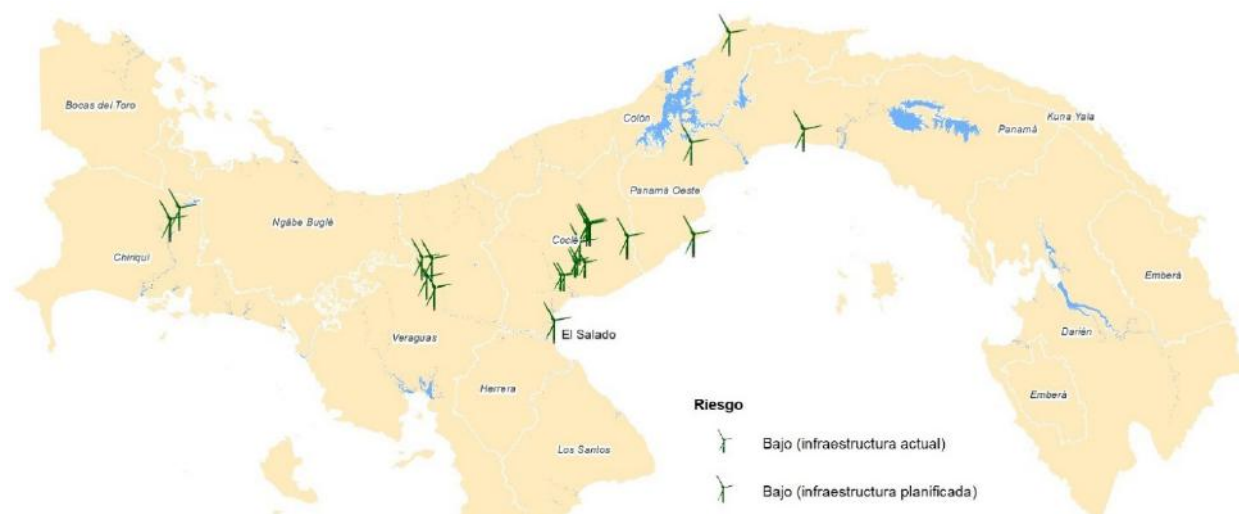 Bocas del Toro
Colón
Kuna Yala
Panamá
Panamá Oeste
Ngäbe Buglé
Coclé
Chiriquí
Emberá
El Salado
Darién
Veraguas
Herrera
Emberá
Riesgo
Los Santos
Bajo (infraestructura actual)
Bajo (infraestructura planificada)